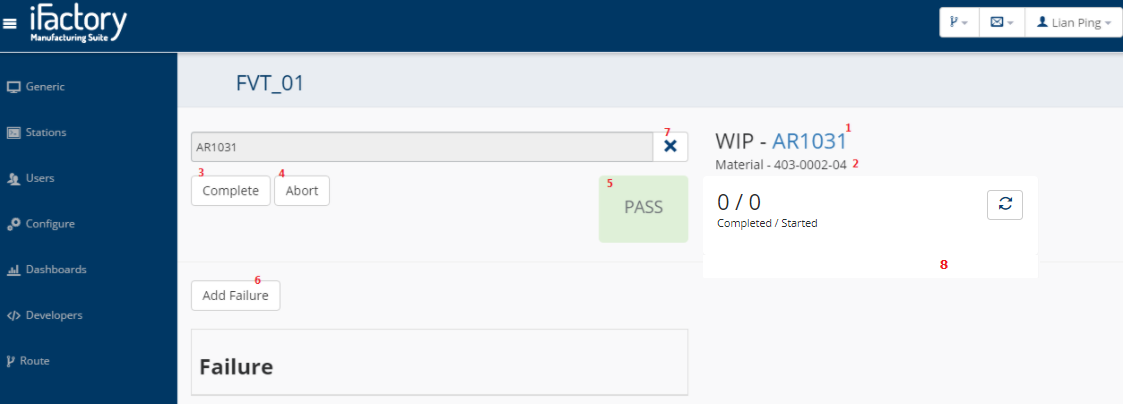 iFactory
Manufacturing Suite
Lian Ping
Generic
Stations
Users
Configure
Dashboards
Developers
Route
FVT_01
AR1031
7
3
Complete
4
Abort
5
PASS
6
Add Failure
Failure
WIP - AR1031 1
Material - 403-0002-04 2
0 / 0
Completed / Started
8